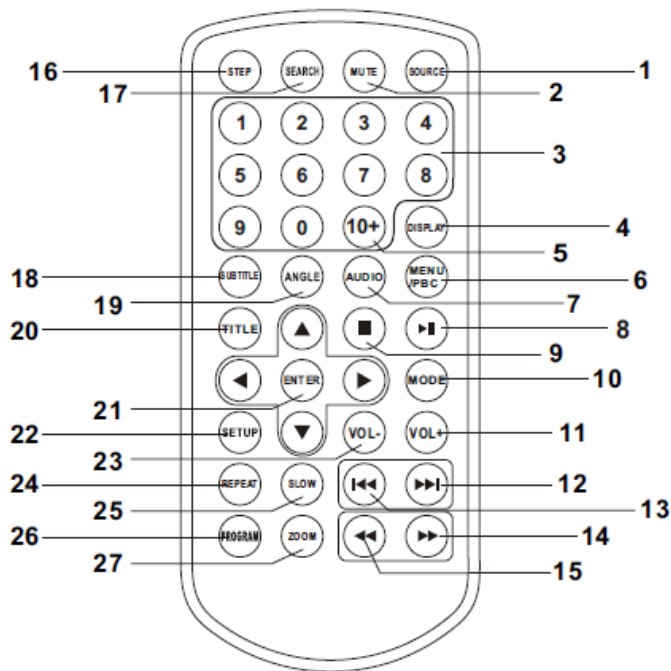 16 STEP SEARCH MUTE SOURCE 1
17 2
1 2 3 4
3
5 6 7 8
9 0 10+ DISPLAY 4
5
18 SUBTITLE ANGLE AUDIO MENU /PBC 6
19 7
20 TITLE 8
9
21 ENTER MODE 10
22 SETUP VOL- VOL+ 11
23
24 REPEAT SLOW 12
25 13
26 PROGRAM ZOOM 14
27 15